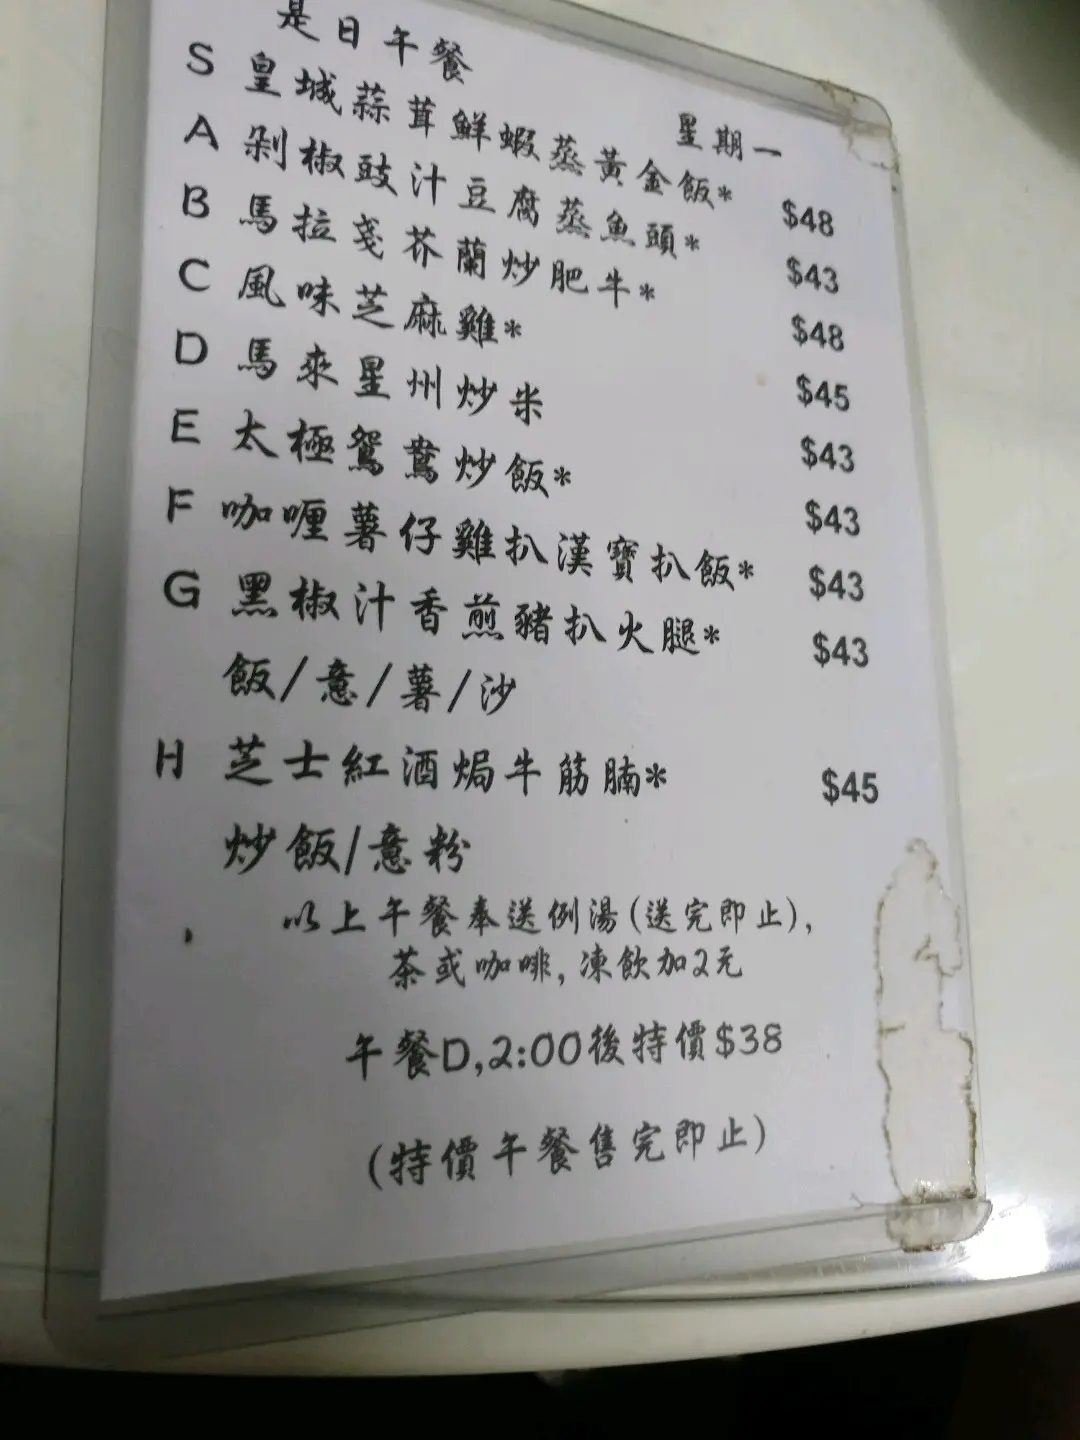 是日午餐
星期一
S 皇城蒜茸鮮蝦蒸黃金飯* $48
A 剁椒豉汁豆腐蒸魚頭* $43
B 馬拉盞芥蘭炒肥牛* $48
C 風味芝麻雞* $45
D 馬來星州炒米 $43
E 太極鴛鴦炒飯* $43
F 咖喱薯仔雞扒漢寶扒飯* $43
G 黑椒汁香煎豬扒火腿* $43
飯/意/薯/沙
H 芝士紅酒焗牛筋腩* $45
炒飯/意粉
以上午餐奉送例湯(送完即止),
茶或咖啡,凍飲加2元
午餐D,2:00後特價$38
(特價午餐售完即止)